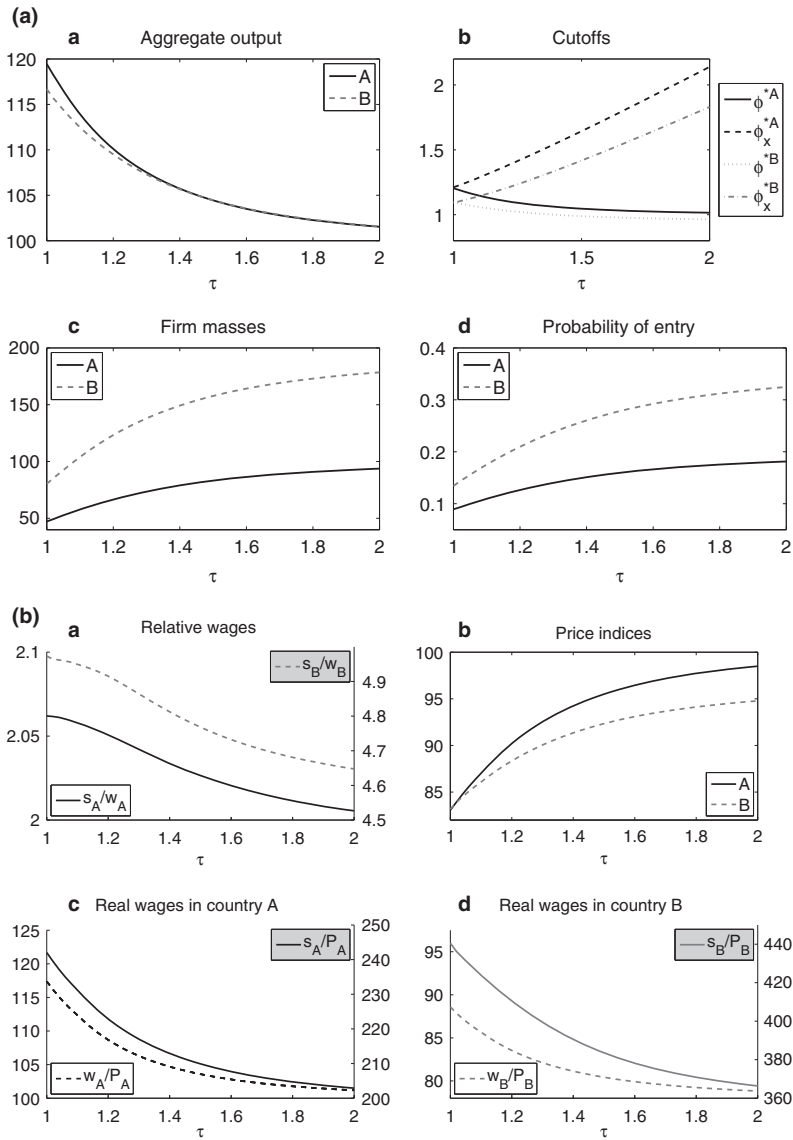 (a)
a Aggregate output
120
115
110
105
100
1 1.2 1.4 1.6 1.8 2
τ
A
B
b Cutoffs
2
1.5
1
1 1.5 2
τ
ϕ*A
ϕx*A
ϕ*B
ϕx*B
c Firm masses
200
150
100
50
1 1.2 1.4 1.6 1.8 2
τ
A
B
d Probability of entry
0.4
0.3
0.2
0.1
1 1.2 1.4 1.6 1.8 2
τ
A
B
(b)
a Relative wages
2.1
2.05
2
4.9
4.8
4.7
4.6
4.5
1 1.2 1.4 1.6 1.8 2
τ
sB/wB
sA/wA
b Price indices
100
95
90
85
1 1.2 1.4 1.6 1.8 2
τ
A
B
c Real wages in country A
125
120
115
110
105
100
250
240
230
220
210
200
1 1.2 1.4 1.6 1.8 2
τ
sA/PA
wA/PA
d Real wages in country B
95
90
85
80
440
420
400
380
360
1 1.2 1.4 1.6 1.8 2
τ
sB/PB
wB/PB